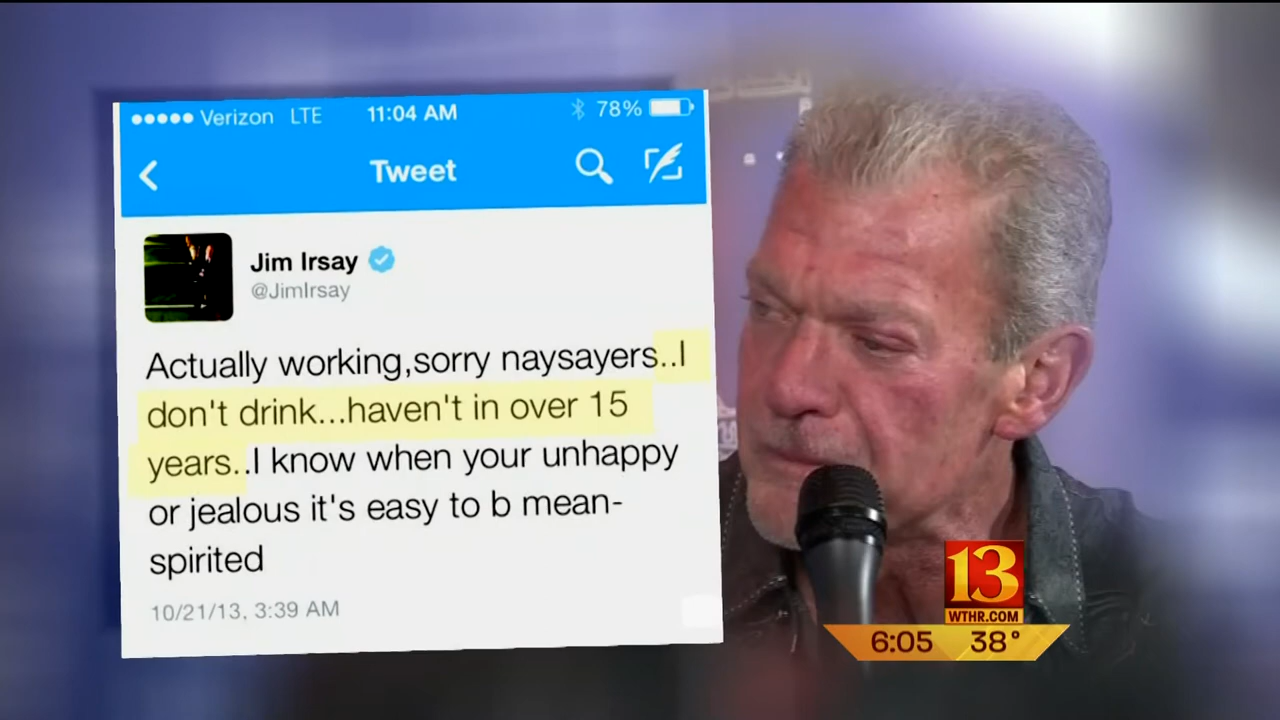 ●●●●● Verizon LTE 11:04 AM 78%
Tweet
Jim Irsay
@JimIrsay
Actually working,sorry naysayers..I
don't drink...haven't in over 15
years..I know when your unhappy
or jealous it's easy to b mean-
spirited
10/21/13, 3:39 AM
13
WTHR.COM
6:05 38°